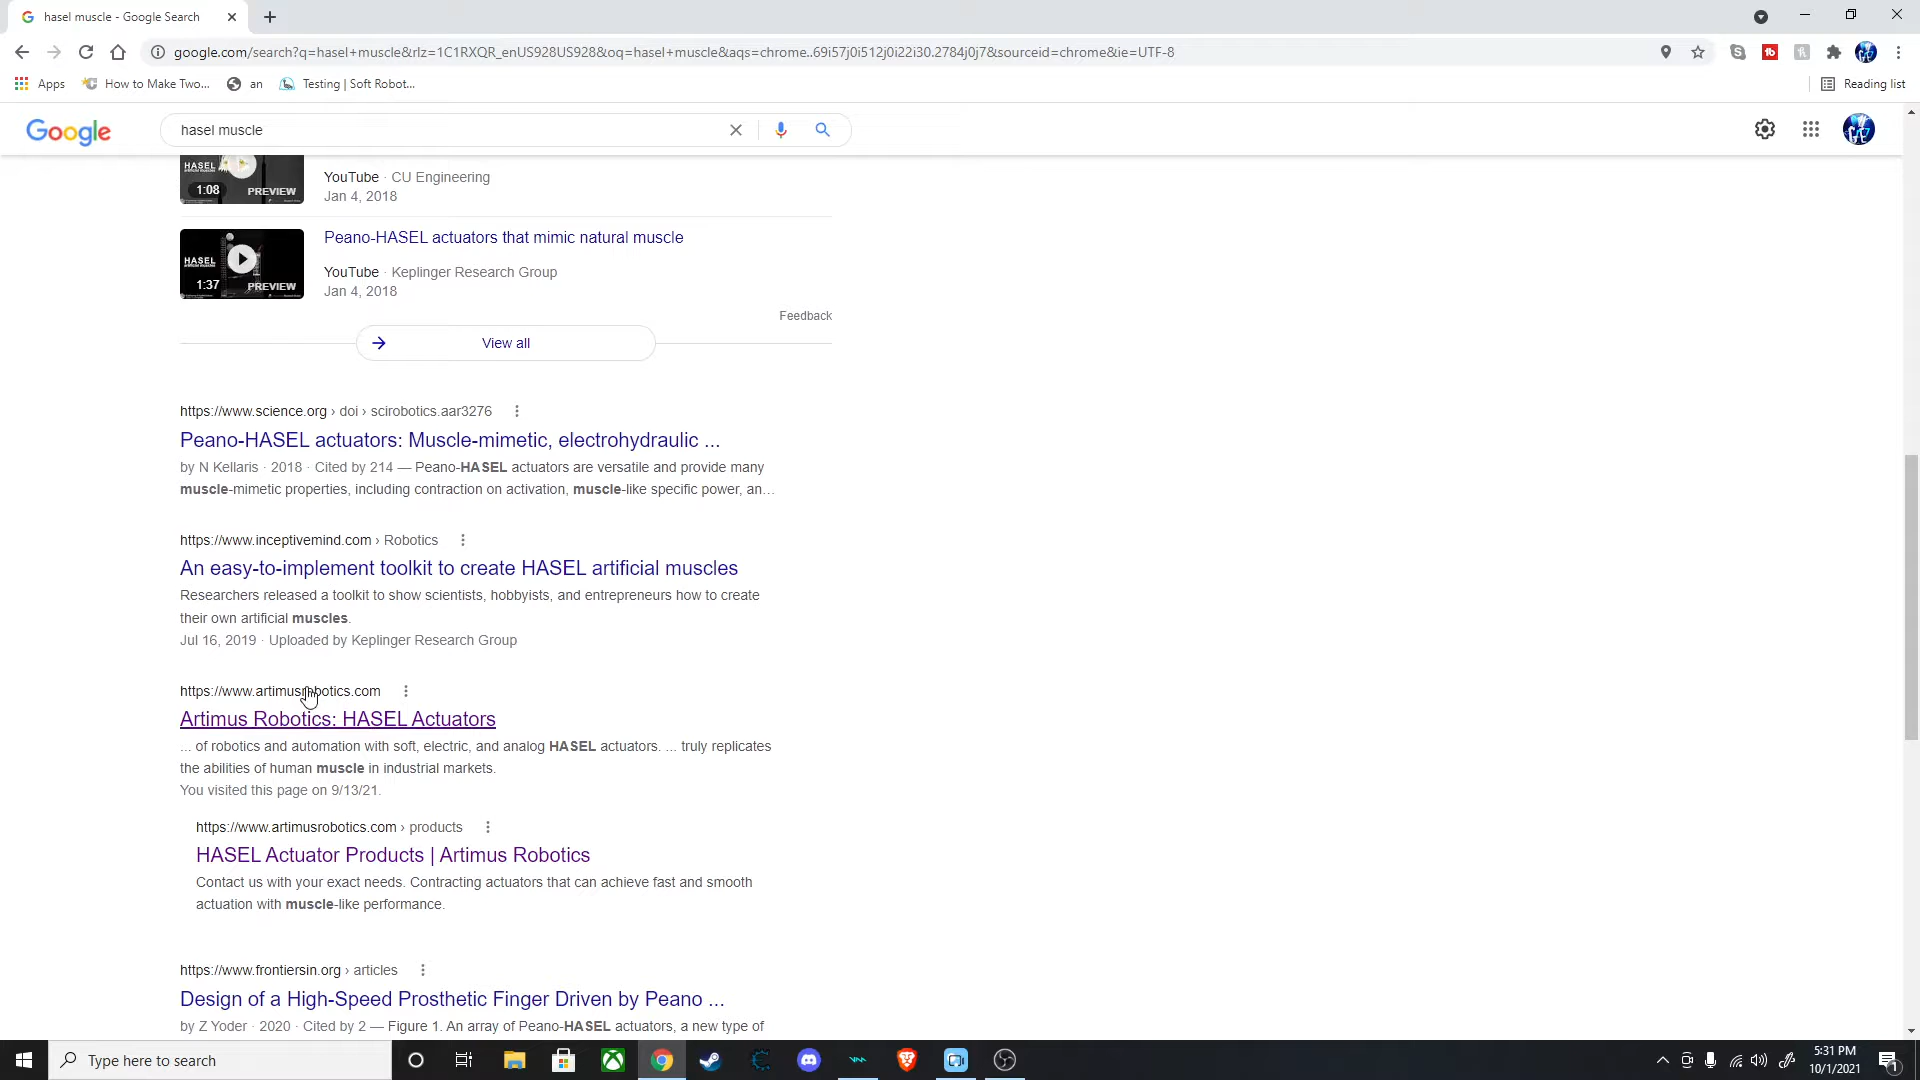 hasel muscle - Google Search
google.com/search?q=hasel+muscle&rlz=1C1RXQR_enUS928US928&oq=hasel+muscle&aqs=chrome..69i57j0i512j0i22i30.2784j0j7&sourceid=chrome&ie=UTF-8
Apps How to Make Two... an Testing | Soft Robot... Reading list
Google hasel muscle
HASEL
1:08 PREVIEW
YouTube · CU Engineering
Jan 4, 2018
Peano-HASEL actuators that mimic natural muscle
HASEL
1:37 PREVIEW
YouTube · Keplinger Research Group
Jan 4, 2018
Feedback
View all
https://www.science.org › doi › scirobotics.aar3276
Peano-HASEL actuators: Muscle-mimetic, electrohydraulic ...
by N Kellaris · 2018 · Cited by 214 — Peano-HASEL actuators are versatile and provide many
muscle-mimetic properties, including contraction on activation, muscle-like specific power, an...
https://www.inceptivemind.com › Robotics
An easy-to-implement toolkit to create HASEL artificial muscles
Researchers released a toolkit to show scientists, hobbyists, and entrepreneurs how to create
their own artificial muscles.
Jul 16, 2019 · Uploaded by Keplinger Research Group
https://www.artimusrobotics.com
Artimus Robotics: HASEL Actuators
... of robotics and automation with soft, electric, and analog HASEL actuators. ... truly replicates
the abilities of human muscle in industrial markets.
You visited this page on 9/13/21.
https://www.artimusrobotics.com › products
HASEL Actuator Products | Artimus Robotics
Contact us with your exact needs. Contracting actuators that can achieve fast and smooth
actuation with muscle-like performance.
https://www.frontiersin.org › articles
Design of a High-Speed Prosthetic Finger Driven by Peano ...
by Z Yoder · 2020 · Cited by 2 — Figure 1. An array of Peano-HASEL actuators, a new type of
Type here to search
5:31 PM
10/1/2021
1